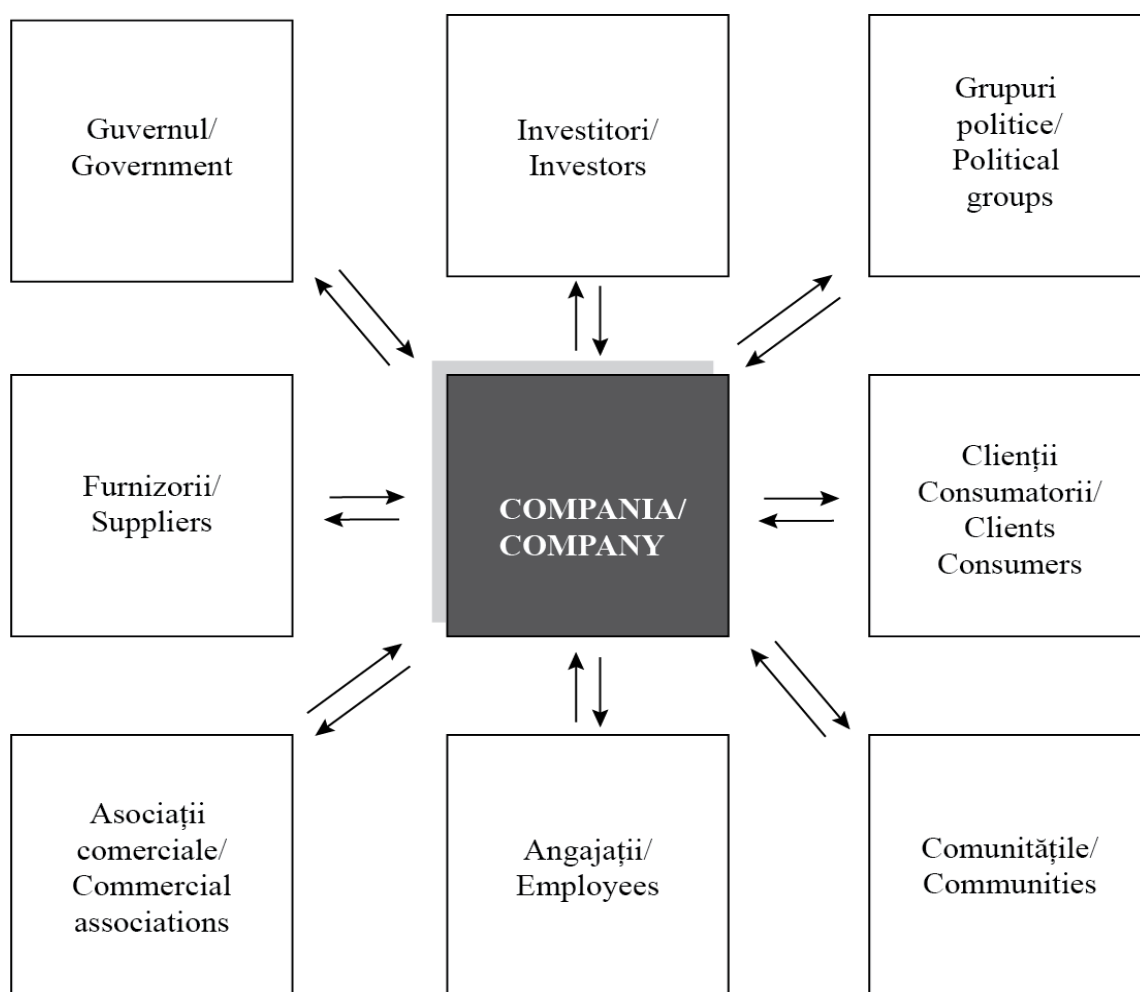 Guvernul/
Government
Investitori/
Investors
Grupuri
politice/
Political
groups
Furnizorii/
Suppliers
COMPANIA/
COMPANY
Clienții
Consumatorii/
Clients
Consumers
Asociații
comerciale/
Commercial
associations
Angajații/
Employees
Comunitățile/
Communities